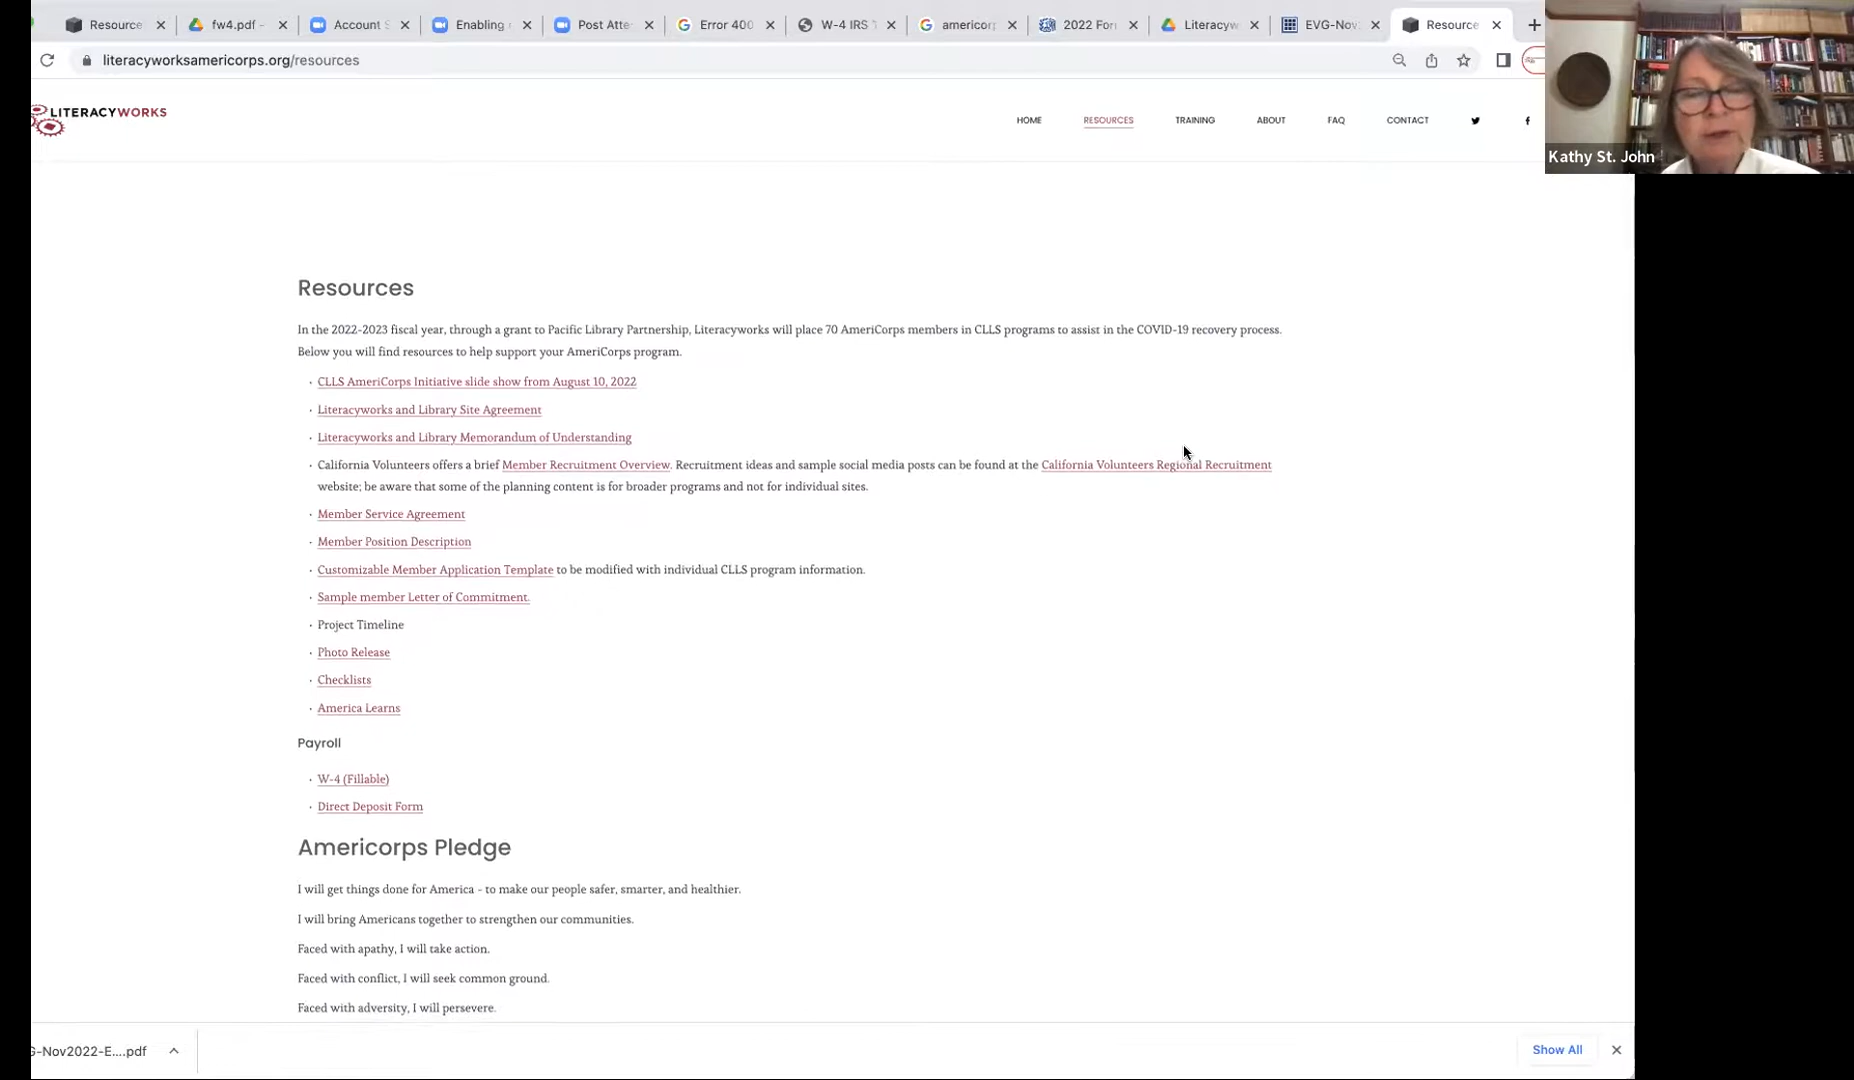 Resource
fw4.pdf -
Account S
Enabling
Post Atte
Error 400
W-4 IRS
americorp
2022 For
Literacyw
EVG-Nov
Resource
literacyworksamericorps.org/resources
LITERACYWORKS
HOME
RESOURCES
TRAINING
ABOUT
FAQ
CONTACT
Kathy St. John
Resources
In the 2022-2023 fiscal year, through a grant to Pacific Library Partnership, Literacyworks will place 70 AmeriCorps members in CLLS programs to assist in the COVID-19 recovery process.
Below you will find resources to help support your AmeriCorps program.
• CLLS AmeriCorps Initiative slide show from August 10, 2022
• Literacyworks and Library Site Agreement
• Literacyworks and Library Memorandum of Understanding
• California Volunteers offers a brief Member Recruitment Overview. Recruitment ideas and sample social media posts can be found at the California Volunteers Regional Recruitment
website; be aware that some of the planning content is for broader programs and not for individual sites.
• Member Service Agreement
• Member Position Description
• Customizable Member Application Template to be modified with individual CLLS program information.
• Sample member Letter of Commitment.
• Project Timeline
• Photo Release
• Checklists
• America Learns
Payroll
• W-4 (Fillable)
• Direct Deposit Form
Americorps Pledge
I will get things done for America - to make our people safer, smarter, and healthier.
I will bring Americans together to strengthen our communities.
Faced with apathy, I will take action.
Faced with conflict, I will seek common ground.
Faced with adversity, I will persevere.
G-Nov2022-E....pdf
Show All